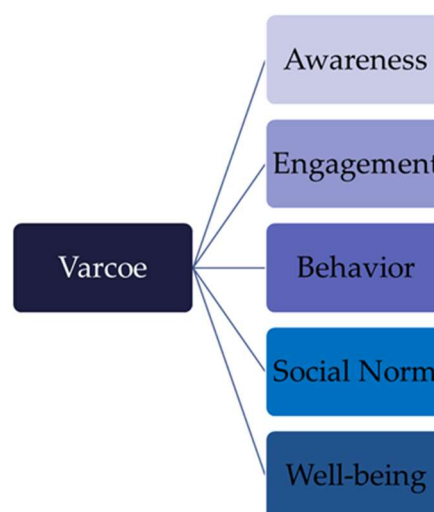 Varcoe
Awareness
Engagement
Behavior
Social Norm
Well-being